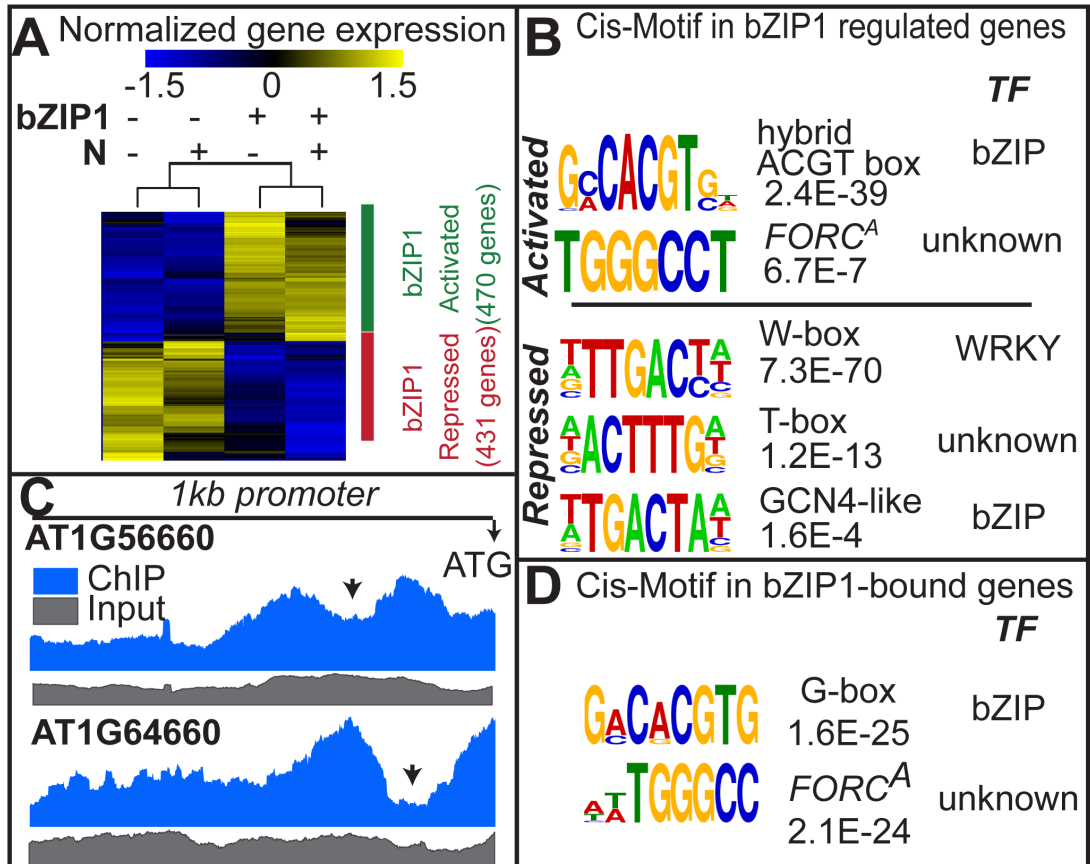 A Normalized gene expression
-1.5 0 1.5
bZIP1 - - + +
N - + - +
bZIP1
Activated
(470 genes)
bZIP1
Repressed
(431 genes)
B Cis-Motif in bZIP1 regulated genes
TF
Activated
hybrid
ACGT box
2.4E-39
bZIP
TGGGCCT
FORC^A
6.7E-7
unknown
Repressed
W-box
7.3E-70
WRKY
T-box
1.2E-13
unknown
GCN4-like
1.6E-4
bZIP
C 1kb promoter
AT1G56660
ATG
ChIP
Input
AT1G64660
D Cis-Motif in bZIP1-bound genes
TF
G-box
1.6E-25
bZIP
TGGGCC
FORC^A
2.1E-24
unknown